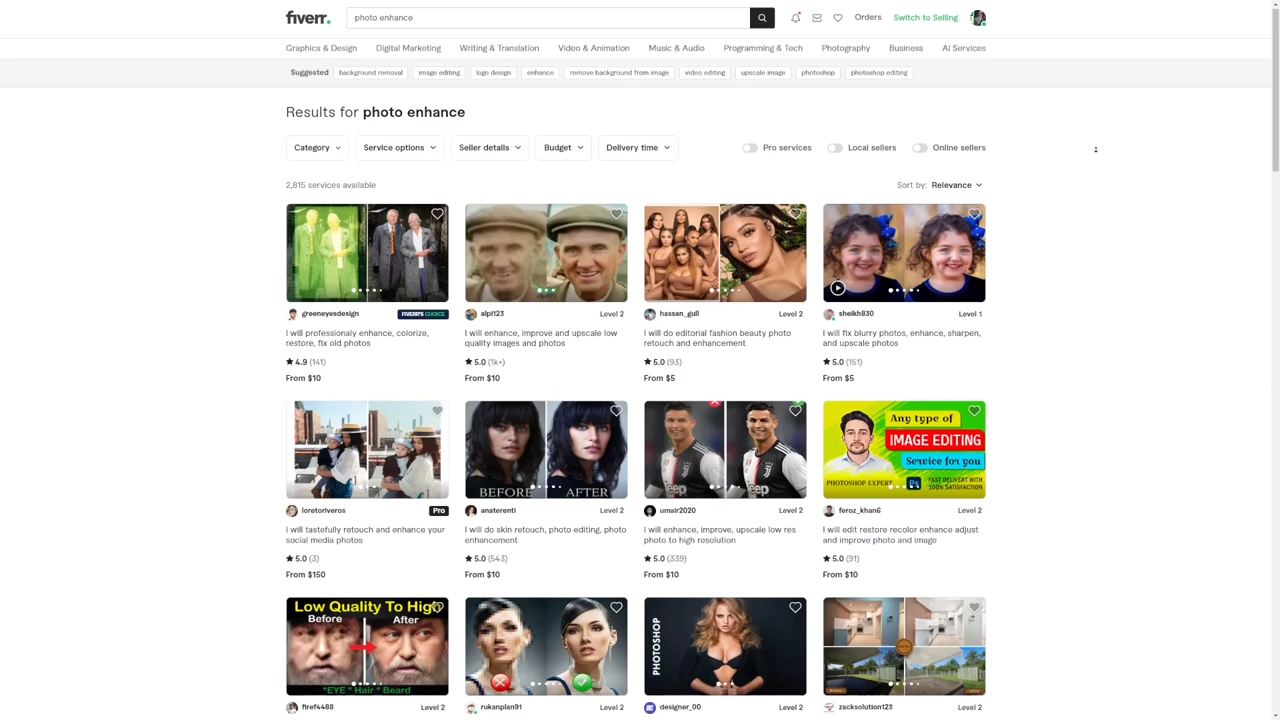 fiverr.
photo enhance
Orders
Switch to Selling
Graphics & Design
Digital Marketing
Writing & Translation
Video & Animation
Music & Audio
Programming & Tech
Photography
Business
AI Services
Suggested
background removal
image editing
logo design
enhance
remove background from image
video editing
upscale image
photoshop
photoshop editing
Results for photo enhance
Category
Service options
Seller details
Budget
Delivery time
Pro services
Local sellers
Online sellers
2,815 services available
Sort by: Relevance
greeneyesdesign
FIVERR'S CHOICE
I will professionaly enhance, colorize,
restore, fix old photos
4.9 (141)
From $10
alpi123
Level 2
I will enhance, improve and upscale low
quality images and photos
5.0 (1k+)
From $10
hassan_gull
Level 2
I will do editorial fashion beauty photo
retouch and enhancement
5.0 (93)
From $5
sheikh830
Level 1
I will fix blurry photos, enhance, sharpen,
and upscale photos
5.0 (151)
From $5
loretoriveros
Pro
I will tastefully retouch and enhance your
social media photos
5.0 (3)
From $150
BEFORE
AFTER
anaterenti
Level 2
I will do skin retouch, photo editing, photo
enhancement
5.0 (543)
From $10
Jeep
Jeep
umair2020
Level 2
I will enhance, improve, upscale low res
photo to high resolution
5.0 (339)
From $10
Any type of
IMAGE EDITING
Service for you
PHOTOSHOP EXPERT
Ps
FAST DELIVERY WITH
100% SATISFACTION
feroz_khan6
Level 2
I will edit restore recolor enhance adjust
and improve photo and image
5.0 (91)
From $10
Low Quality To High
Before
After
*EYE * Hair * Beard
ftref4488
Level 2
rukanplan91
Level 2
PHOTOSHOP
designer_00
Level 2
zacksolution123
Level 2